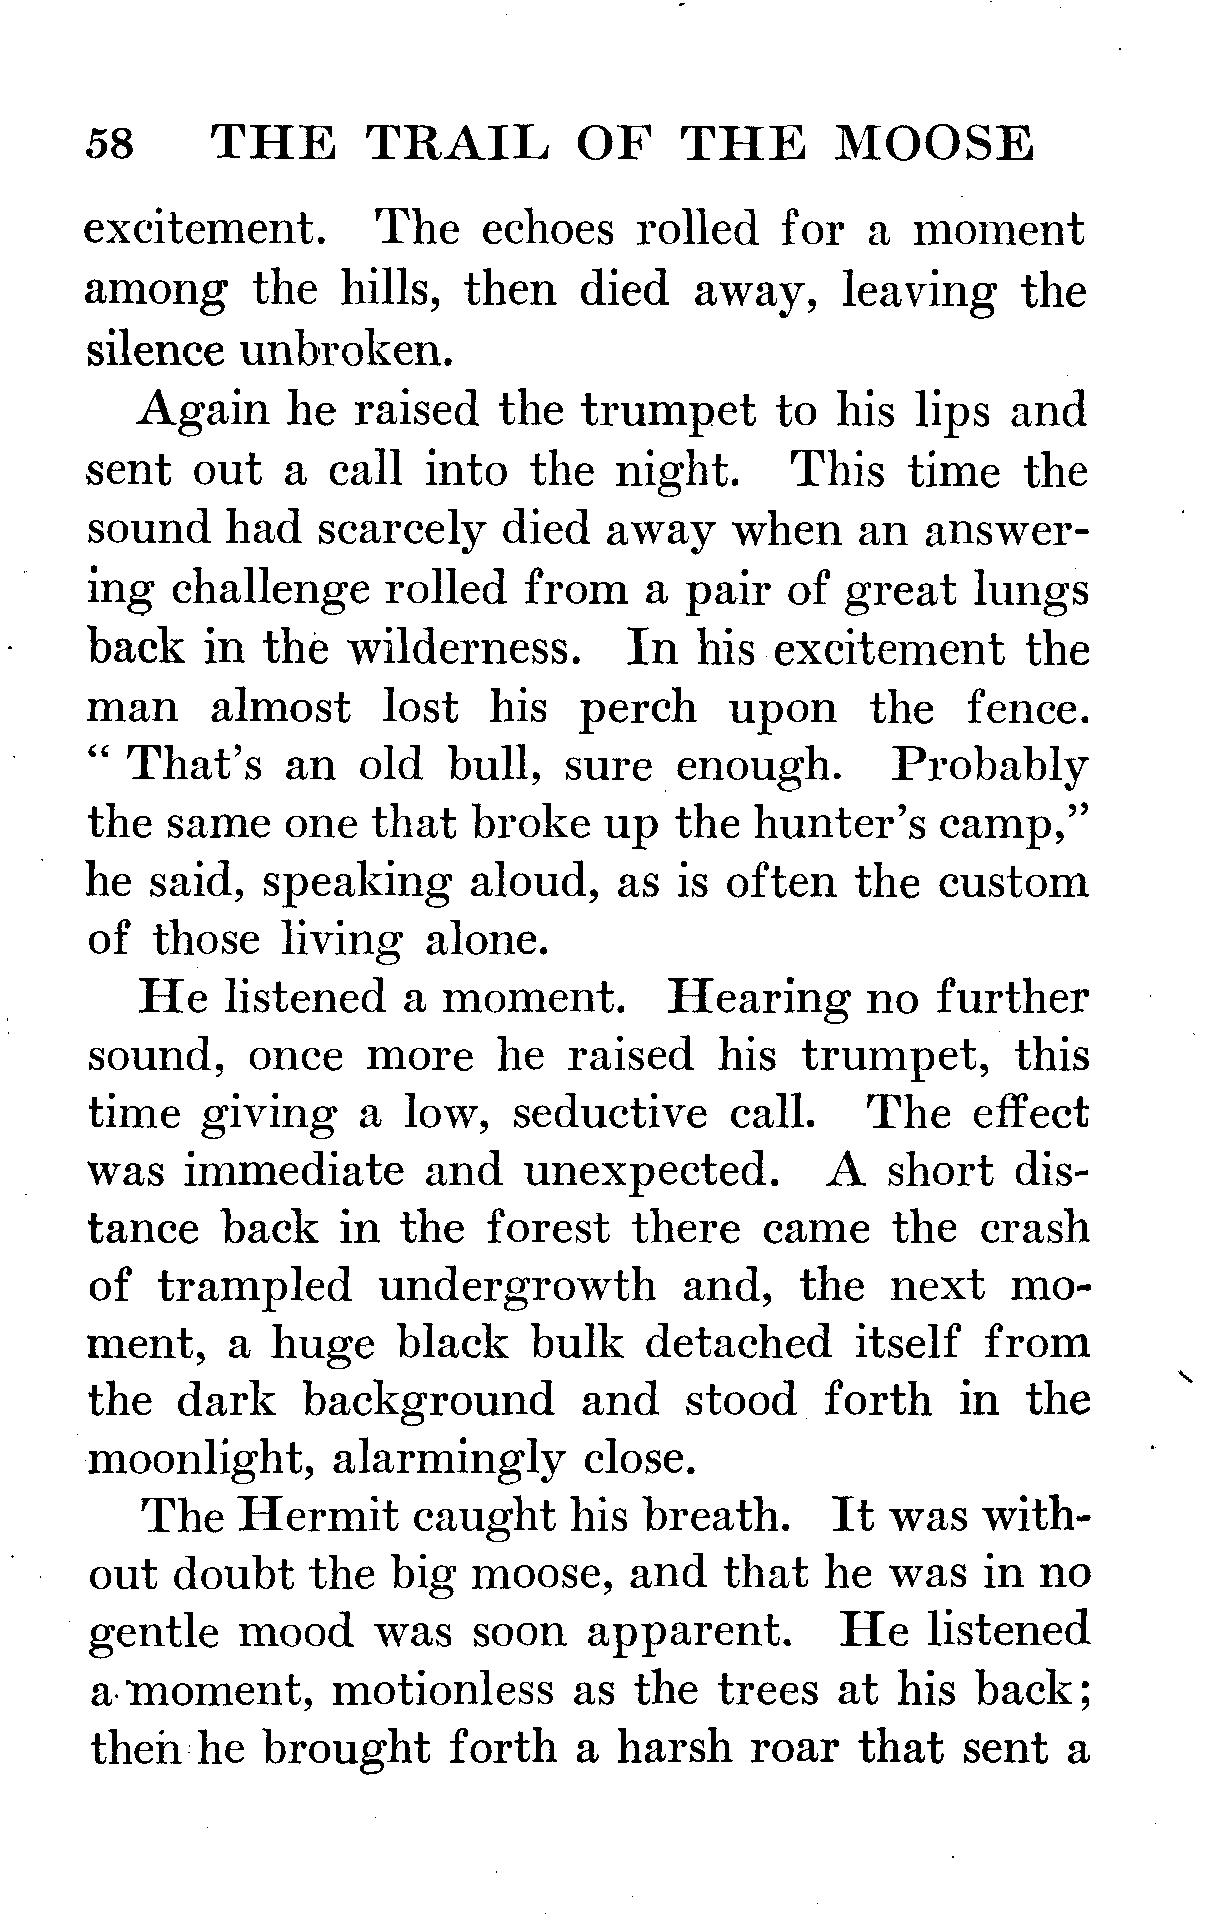 58 THE TRAIL OF THE MOOSE
excitement. The echoes rolled for a moment
among the hills, then died away, leaving the
silence unbroken.
Again he raised the trumpet to his lips and
sent out a call into the night. This time the
sound had scarcely died away when an answer-
ing challenge rolled from a pair of great lungs
back in the wilderness. In his excitement the
man almost lost his perch upon the fence.
“ That’s an old bull, sure enough. Probably
the same one that broke up the hunter’s camp,”
he said, speaking aloud, as is often the custom
of those living alone.
He listened a moment. Hearing no further
sound, once more he raised his trumpet, this
time giving a low, seductive call. The effect
was immediate and unexpected. A short dis-
tance back in the forest there came the crash
of trampled undergrowth and, the next mo-
ment, a huge black bulk detached itself from
the dark background and stood forth in the
moonlight, alarmingly close.
The Hermit caught his breath. It was with-
out doubt the big moose, and that he was in no
gentle mood was soon apparent. He listened
a moment, motionless as the trees at his back;
then he brought forth a harsh roar that sent a